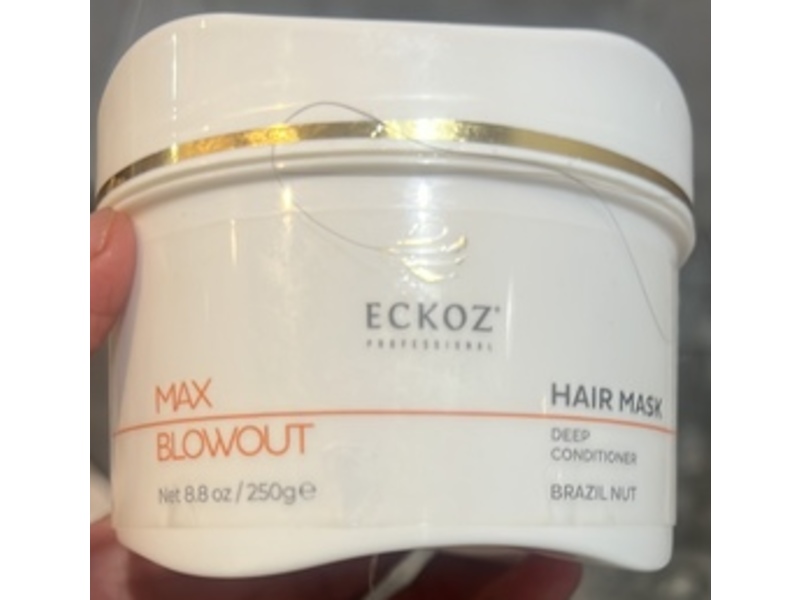 ECKOZ®
PROFESSIONAL
MAX
BLOWOUT
Net 8.8 oz / 250g ℮
HAIR MASK
DEEP
CONDITIONER
BRAZIL NUT